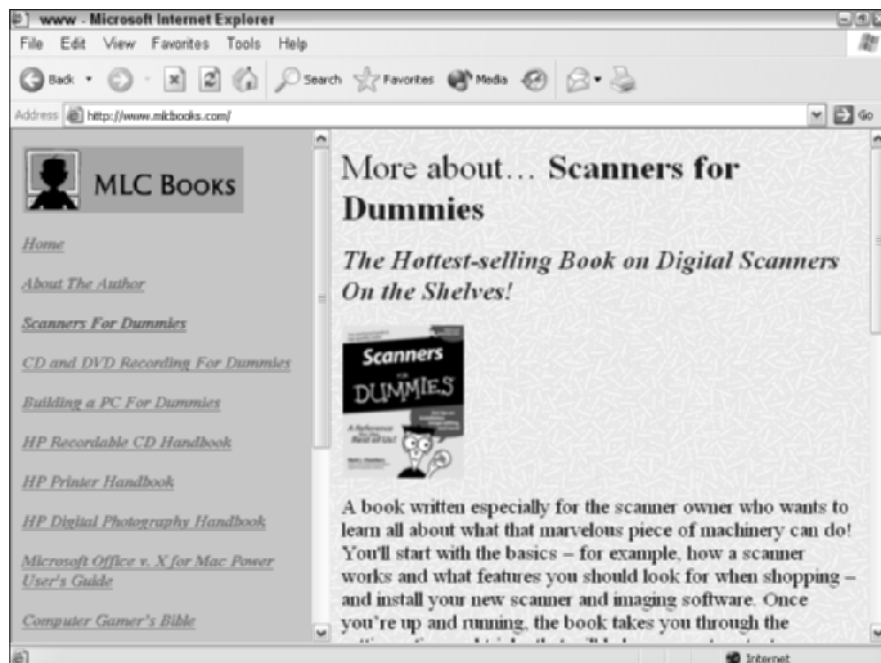 www - Microsoft Internet Explorer
File Edit View Favorites Tools Help
Back Search Favorites Media
Address http://www.mlcbooks.com/ Go
MLC BOOKS
Home
About The Author
Scanners For Dummies
CD and DVD Recording For Dummies
Building a PC For Dummies
HP Recordable CD Handbook
HP Printer Handbook
HP Digital Photography Handbook
Microsoft Office v. X for Mac Power
User's Guide
Computer Gamer's Bible
More about... Scanners for
Dummies
The Hottest-selling Book on Digital Scanners
On the Shelves!
Scanners
FOR
DUMMIES
A Reference
Rest of Us!
A book written especially for the scanner owner who wants to
learn all about what that marvelous piece of machinery can do!
You'll start with the basics – for example, how a scanner
works and what features you should look for when shopping –
and install your new scanner and imaging software. Once
you're up and running, the book takes you through the
Internet